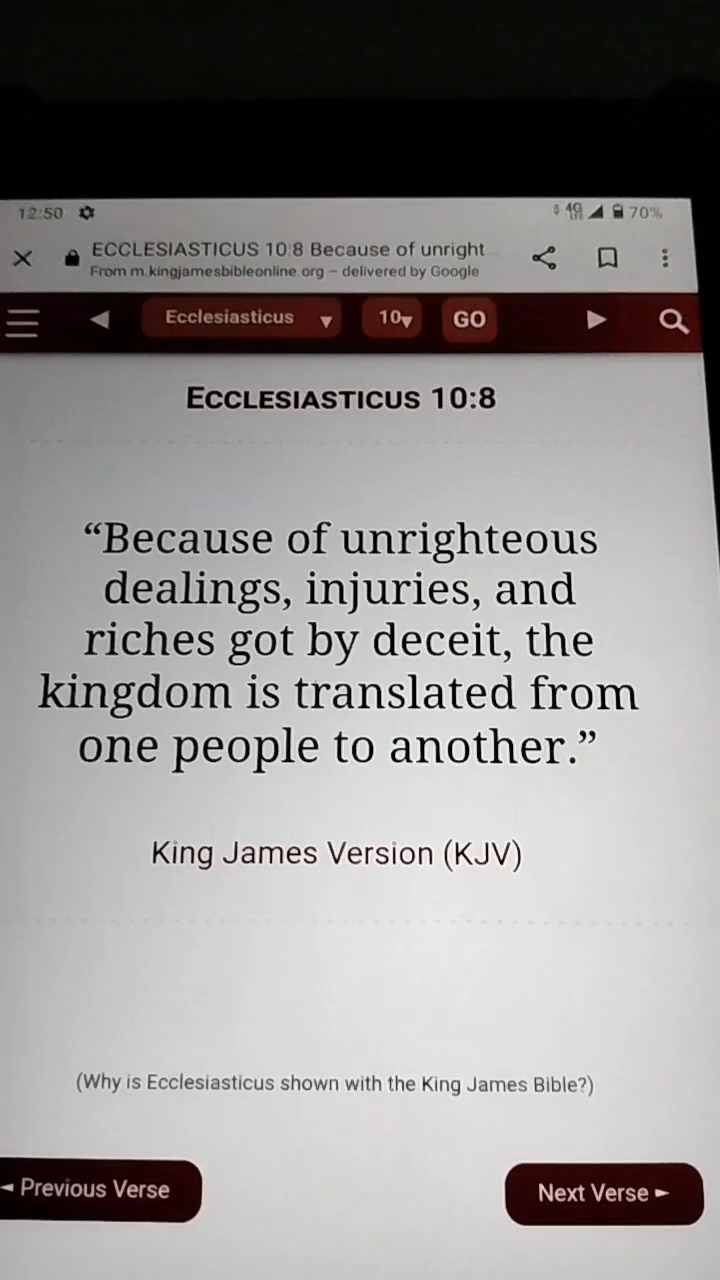 12:50 4G LTE 70%
ECCLESIASTICUS 10:8 Because of unright
From m.kingjamesbibleonline.org – delivered by Google
Ecclesiasticus ▼ 10▼ GO
ECCLESIASTICUS 10:8
“Because of unrighteous
dealings, injuries, and
riches got by deceit, the
kingdom is translated from
one people to another.”
King James Version (KJV)
(Why is Ecclesiasticus shown with the King James Bible?)
◄ Previous Verse Next Verse ►